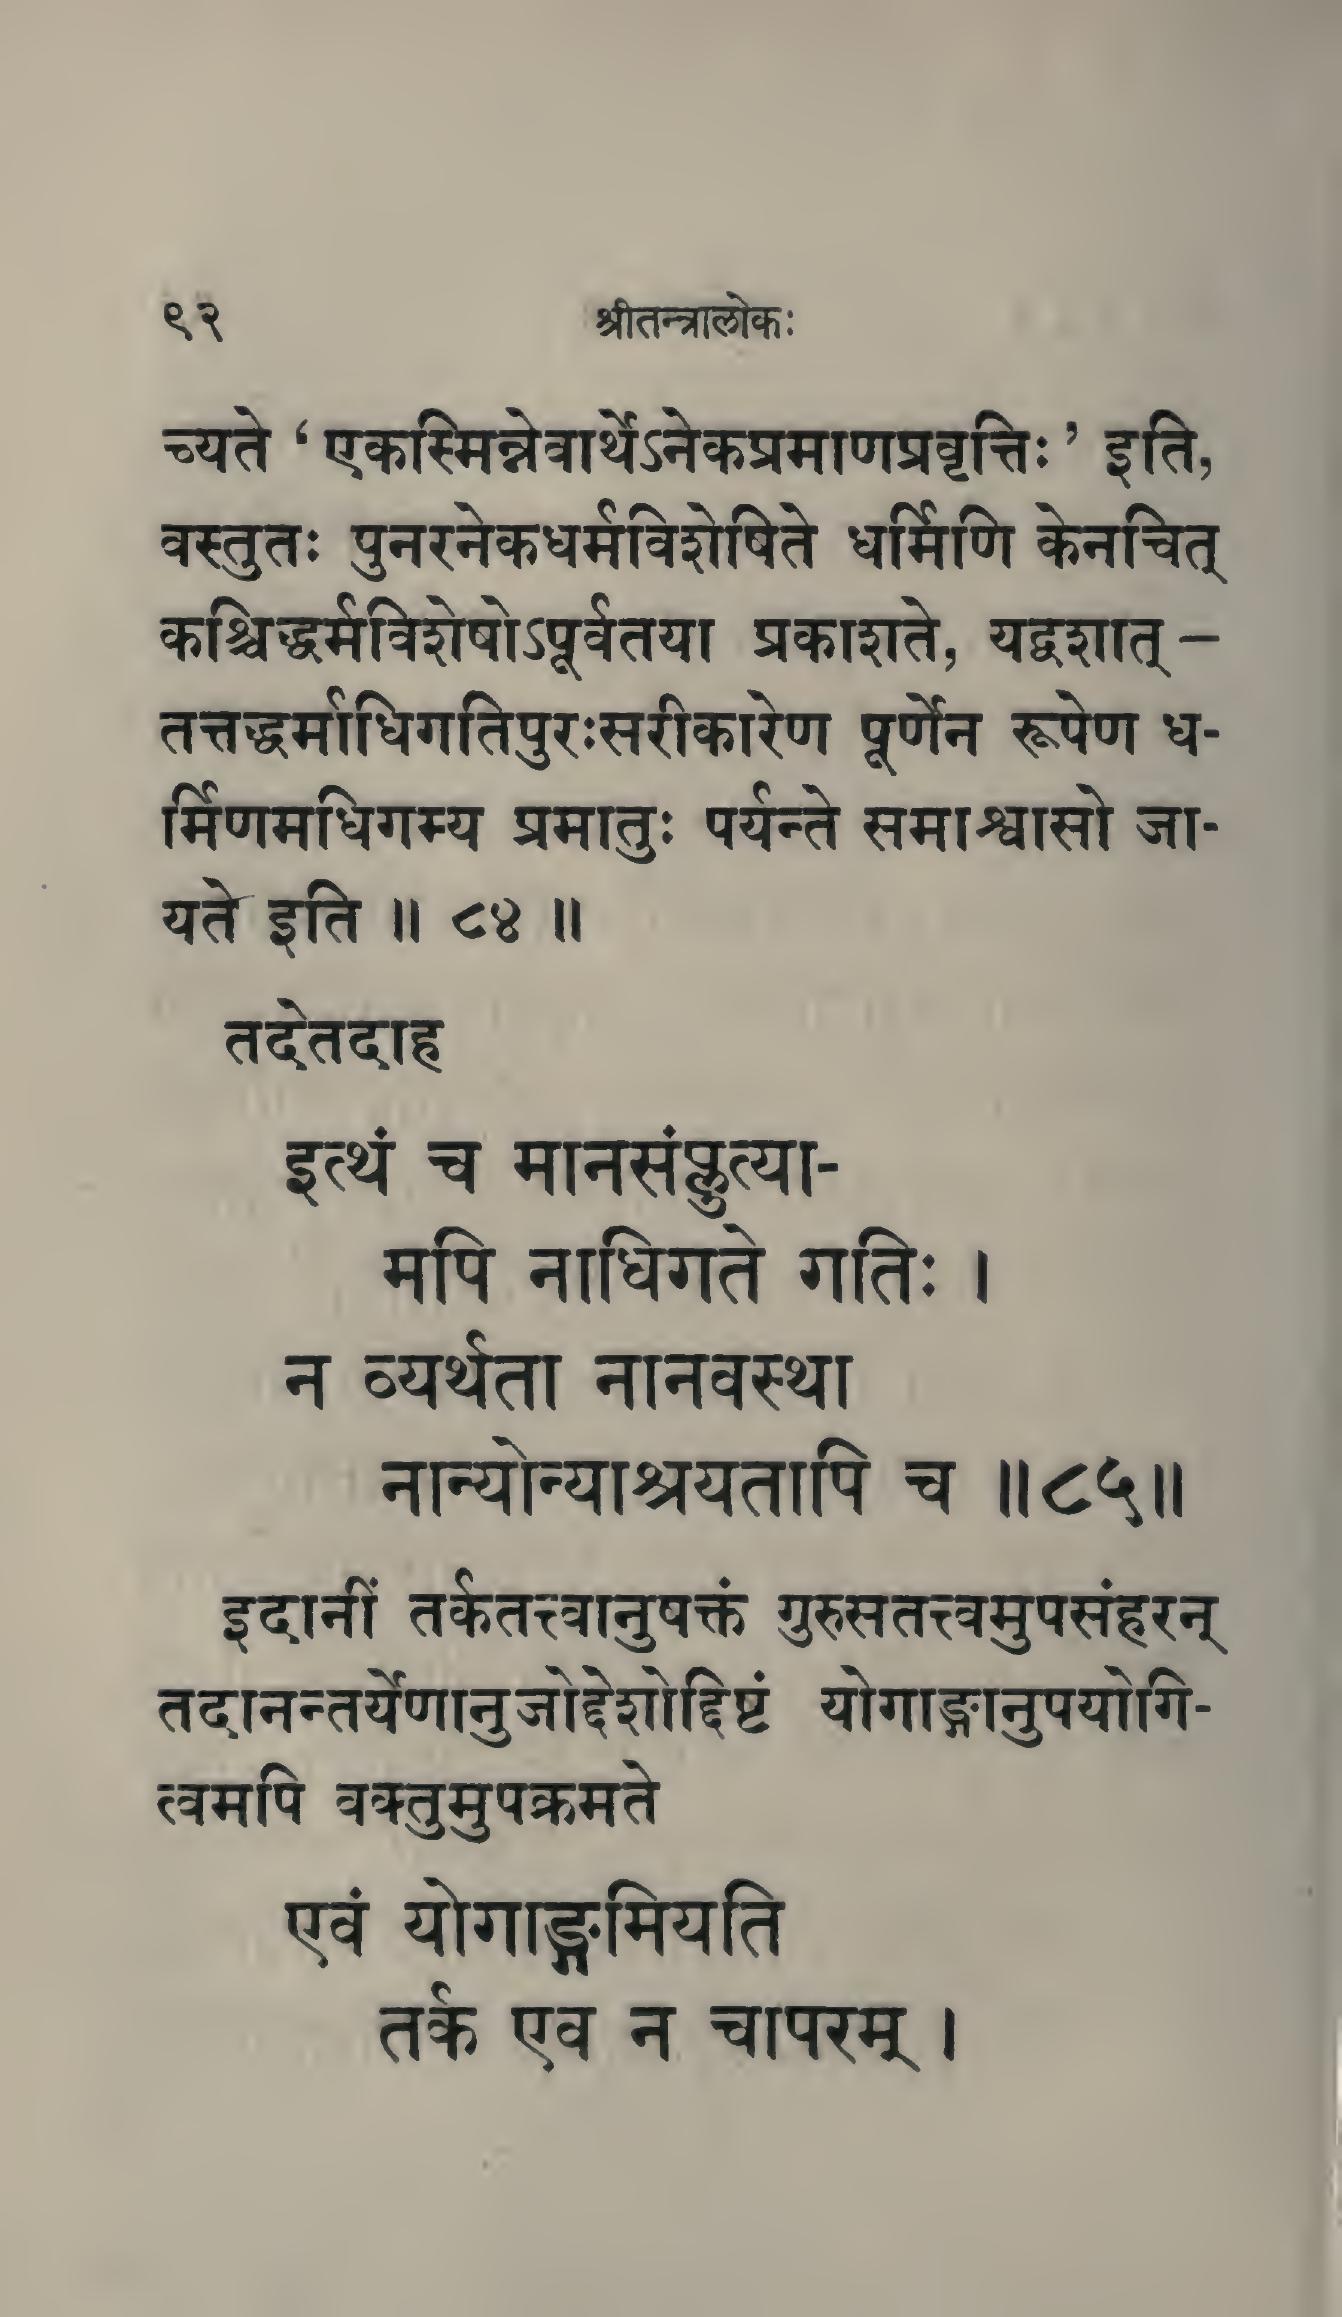 ९२ श्रीतन्त्रालोकः
च्यते ‘ एकस्मिन्नेवार्थेऽनेकप्रमाणप्रवृत्तिः ’ इति,
वस्तुतः पुनरनेकधर्मविशेषिते धर्मिणि केनचित्
कश्चिद्धर्मविशेषोऽपूर्वतया प्रकाशते, यद्वशात् –
तत्तद्धर्माधिगतिपुरःसरीकारेण पूर्णेन रूपेण ध-
र्मिणमधिगम्य प्रमातुः पर्यन्ते समाश्वासो जा-
यते इति ॥ ८४ ॥
तदेतदाह
इत्थं च मानसंप्लुत्या-
मपि नाधिगते गतिः ।
न व्यर्थता नानवस्था
नान्योन्याश्रयतापि च ॥८५॥
इदानीं तर्कतत्त्वानुषक्तं गुरुसतत्त्वमुपसंहरन्
तदानन्तर्येणानुजोद्देशोद्दिष्टं योगाङ्गानुपयोगि-
त्वमपि वक्तुमुपक्रमते
एवं योगाङ्गमियति
तर्क एव न चापरम् ।